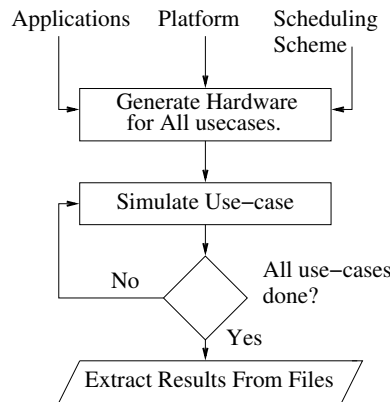 Applications Platform Scheduling
Scheme
Generate Hardware
for All usecases.
Simulate Use-case
No
All use-cases
done?
Yes
Extract Results From Files